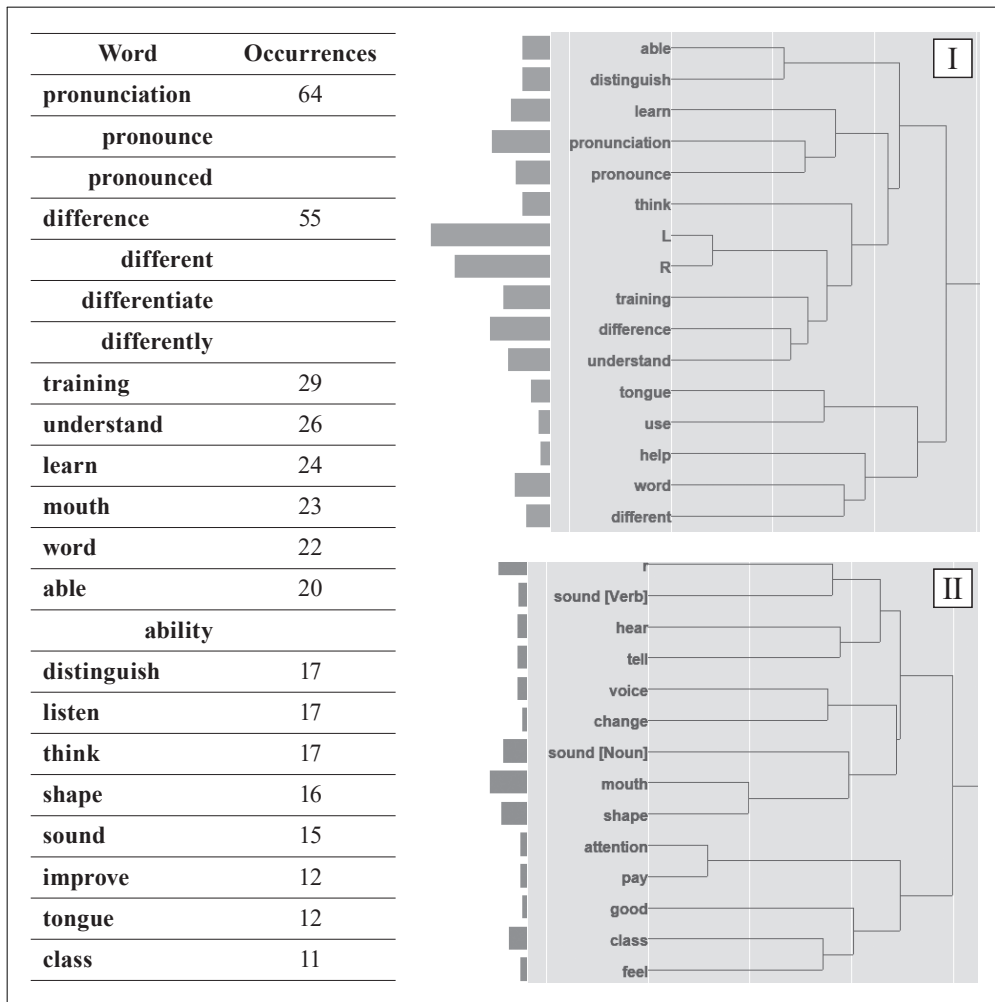 Word Occurrences
pronunciation 64
pronounce
pronounced
difference 55
different
differentiate
differently
training 29
understand 26
learn 24
mouth 23
word 22
able 20
ability
distinguish 17
listen 17
think 17
shape 16
sound 15
improve 12
tongue 12
class 11
I
able
distinguish
learn
pronunciation
pronounce
think
L
R
training
difference
understand
tongue
use
help
word
different
II
r
sound [Verb]
hear
tell
voice
change
sound [Noun]
mouth
shape
attention
pay
good
class
feel